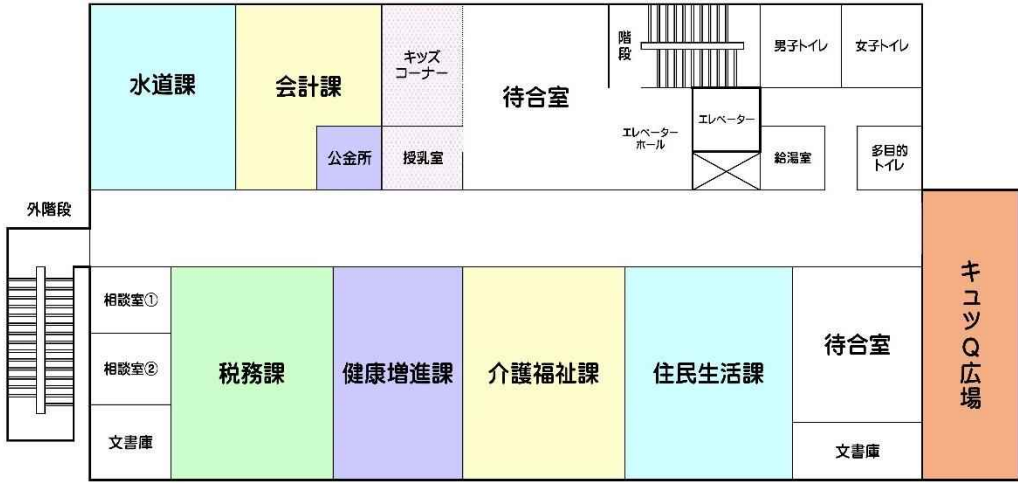 水道課
会計課
公金所
キッズ
コーナー
授乳室
待合室
階段
エレベーター
ホール
エレベーター
男子トイレ
女子トイレ
給湯室
多目的
トイレ
外階段
相談室①
相談室②
文書庫
税務課
健康増進課
介護福祉課
住民生活課
待合室
文書庫
キュッQ広場